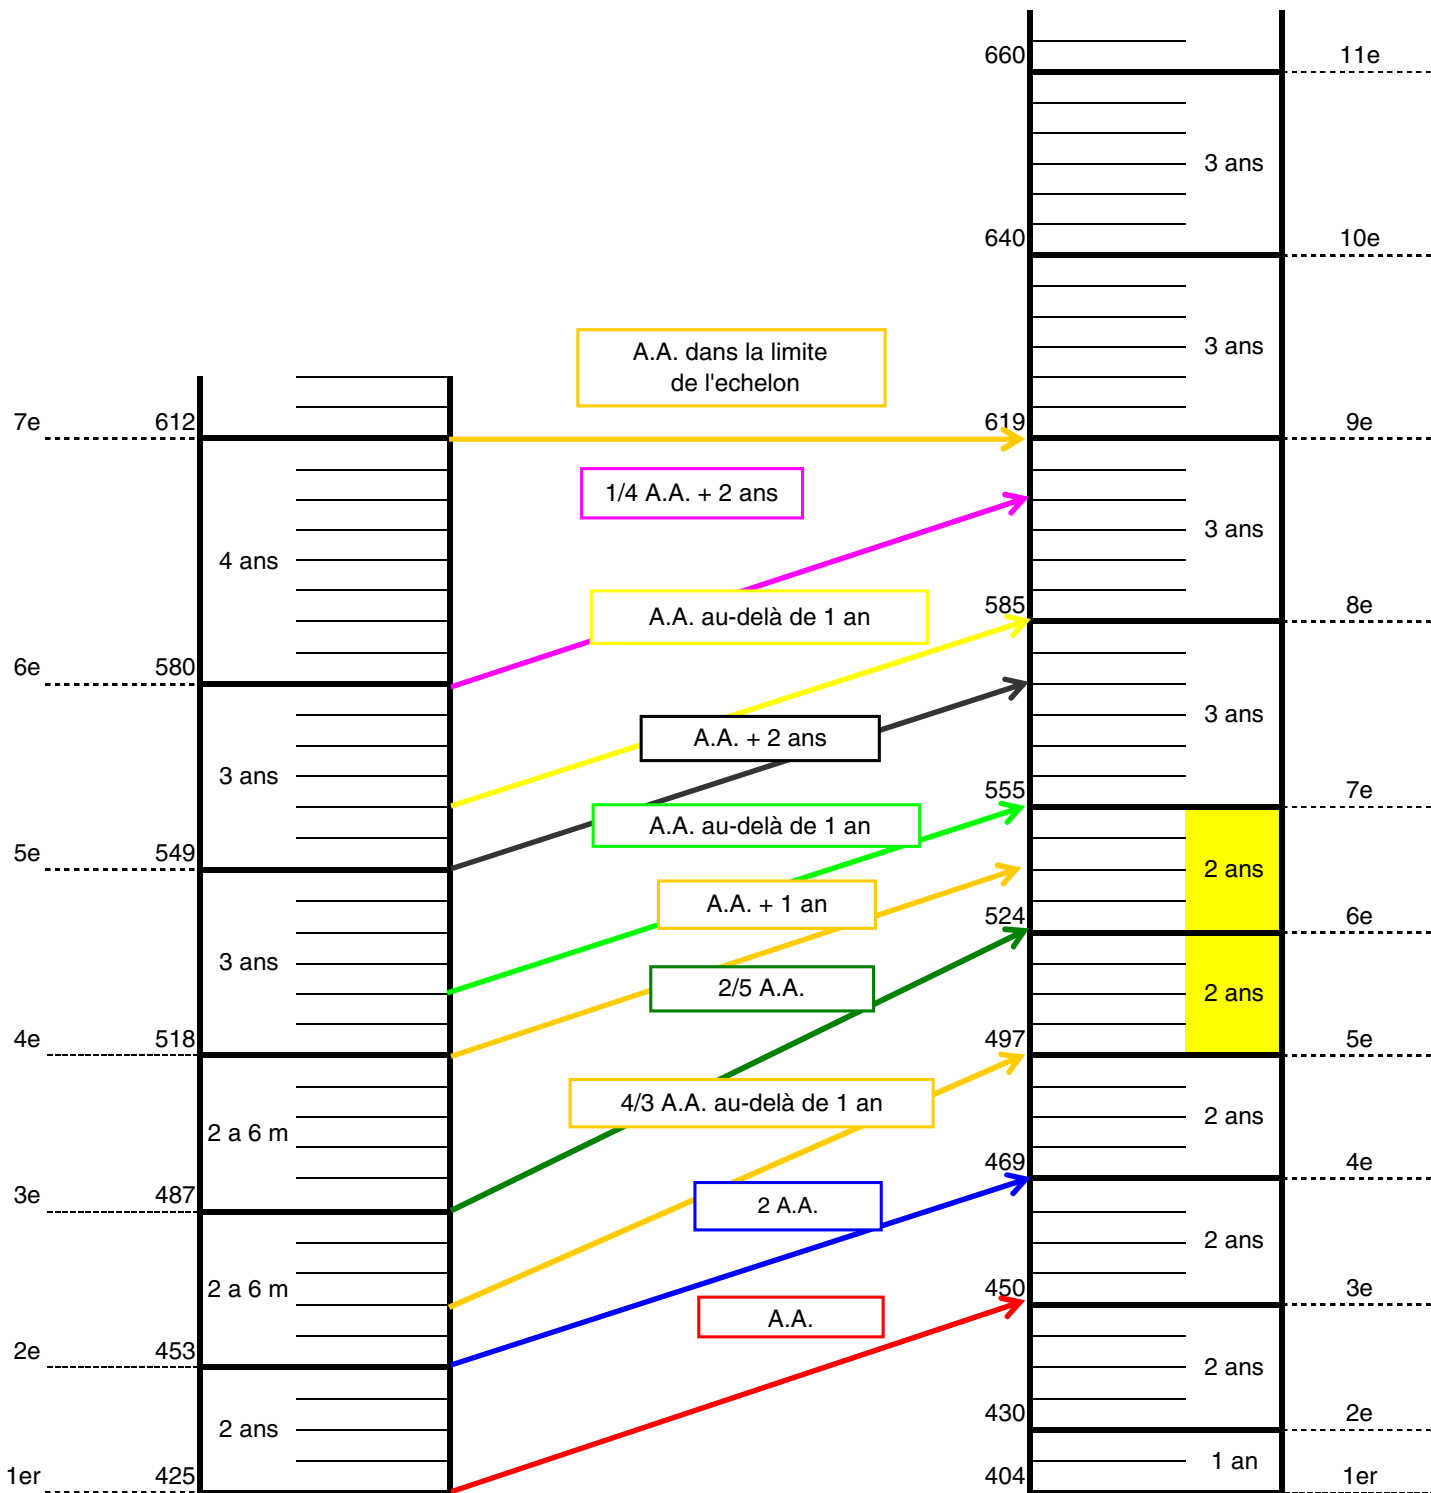 660
11e
3 ans
640
10e
3 ans
A.A. dans la limite
de l'echelon
7e
612
619
9e
1/4 A.A. + 2 ans
3 ans
4 ans
A.A. au-delà de 1 an
585
8e
6e
580
3 ans
A.A. + 2 ans
3 ans
555
7e
A.A. au-delà de 1 an
5e
549
2 ans
A.A. + 1 an
524
6e
3 ans
2/5 A.A.
2 ans
4e
518
497
5e
4/3 A.A. au-delà de 1 an
2 ans
2 a 6 m
469
4e
3e
487
2 A.A.
2 ans
2 a 6 m
450
3e
A.A.
2e
453
2 ans
430
2e
2 ans
1 an
1er
425
404
1er